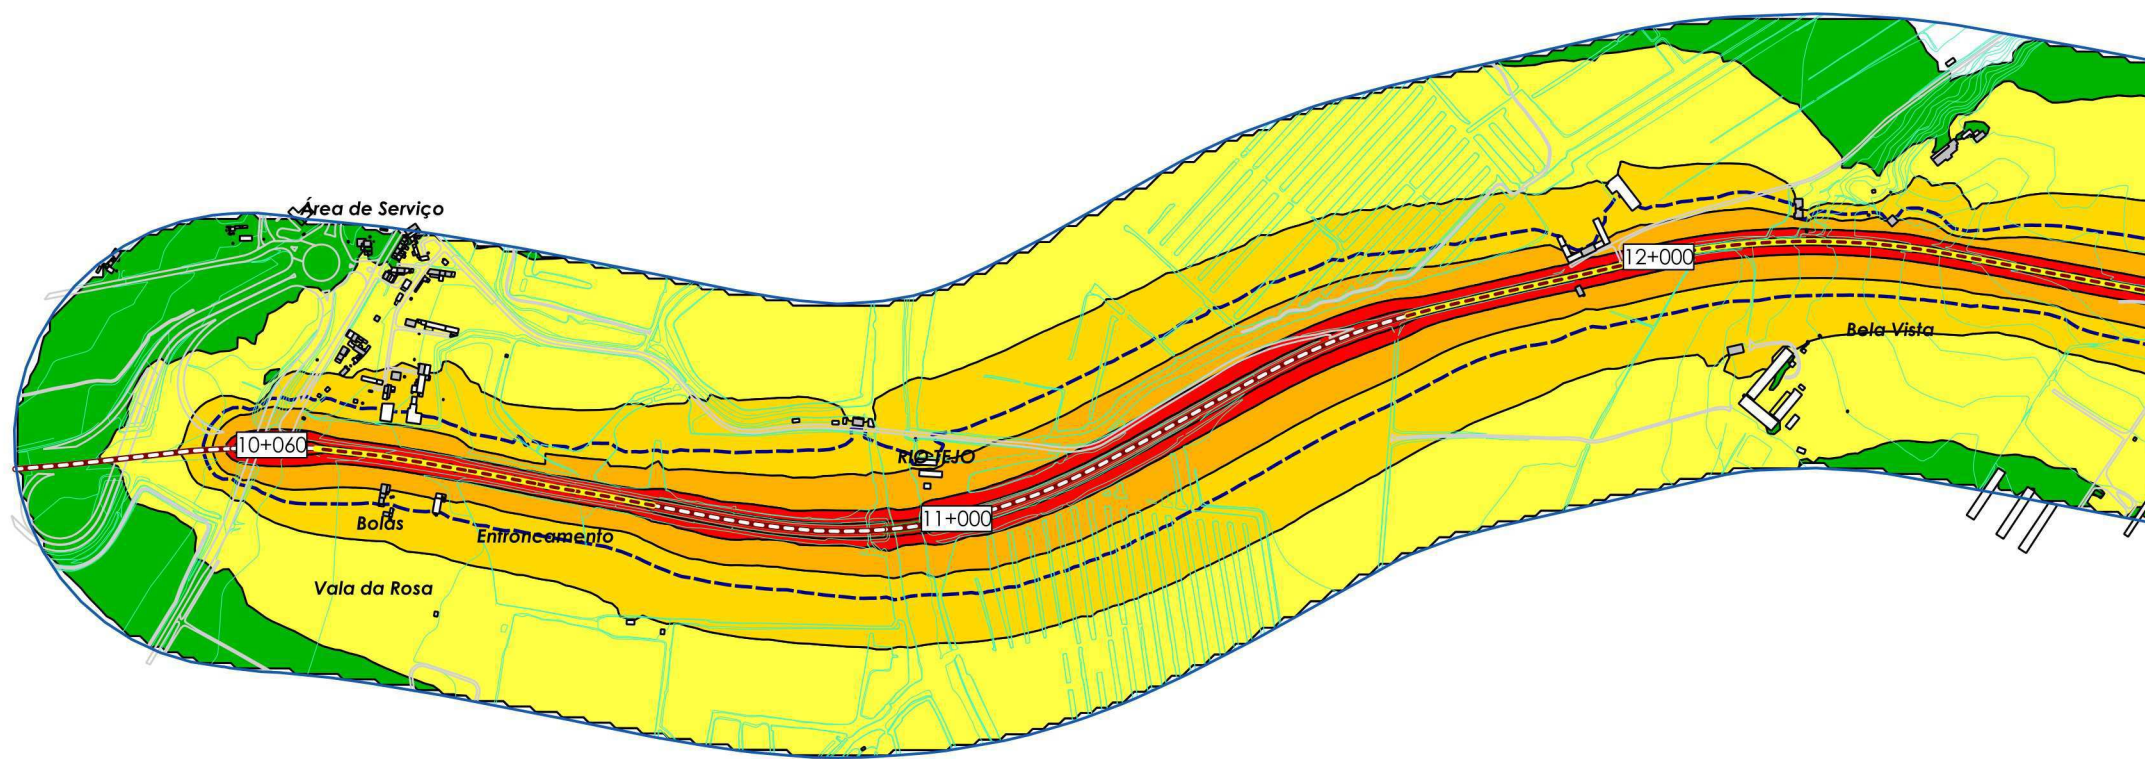 Área de Serviço
12+000
Bela Vista
10+060
RIO TEJO
11+000
Bolas
Entroncamento
Vala da Rosa